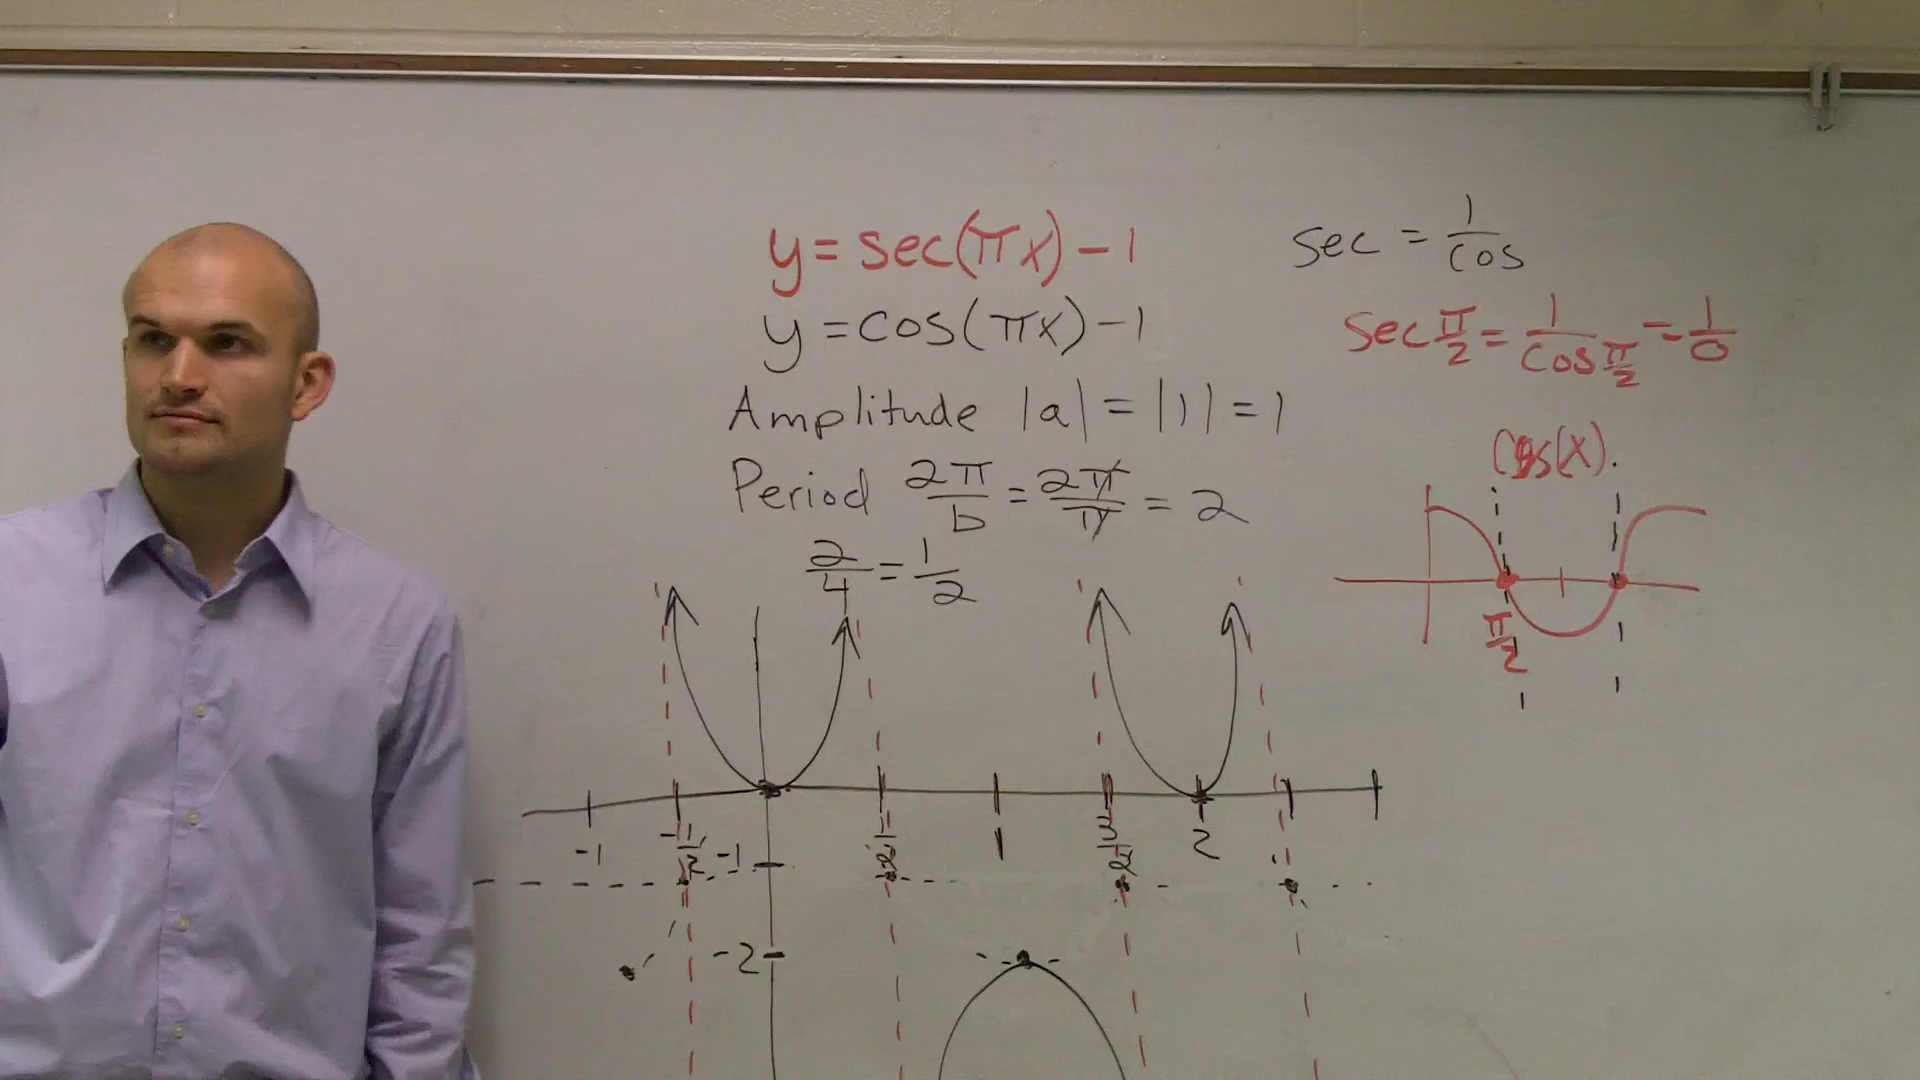 y = sec(πx) - 1
y = cos(πx) - 1
Amplitude |a| = |1| = 1
Period 2π/b = 2π/π = 2
2/4 = 1/2
sec = 1/cos
sec π/2 = 1/cos π/2 = 1/0
cos(x).
π/2
-1 -1/2 1/2 1 3/2 2
-1
-2